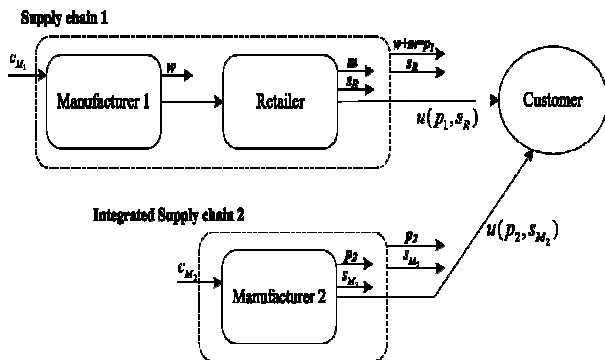 Supply chain 1
c_{M_1}
w
Manufacturer 1
Retailer
m
s_R
w+m=p_1
s_R
u(p_1,s_R)
Customer
Integrated Supply chain 2
c_{M_2}
Manufacturer 2
p_2
s_{M_2}
p_2
s_{M_2}
u(p_2,s_{M_2})